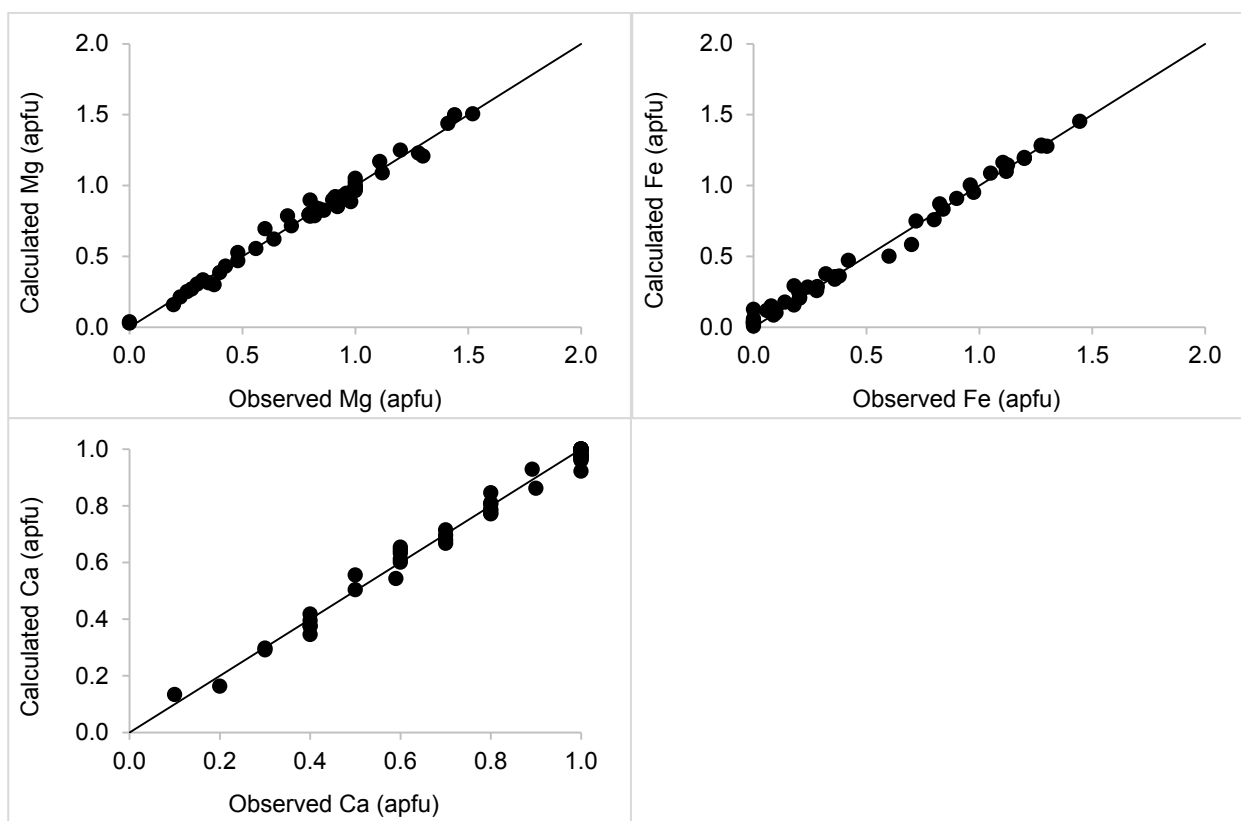 Calculated Mg (apfu)
2.0
1.5
1.0
0.5
0.0
0.0 0.5 1.0 1.5 2.0
Observed Mg (apfu)
Calculated Fe (apfu)
2.0
1.5
1.0
0.5
0.0
0.0 0.5 1.0 1.5 2.0
Observed Fe (apfu)
Calculated Ca (apfu)
1.0
0.8
0.6
0.4
0.2
0.0
0.0 0.2 0.4 0.6 0.8 1.0
Observed Ca (apfu)